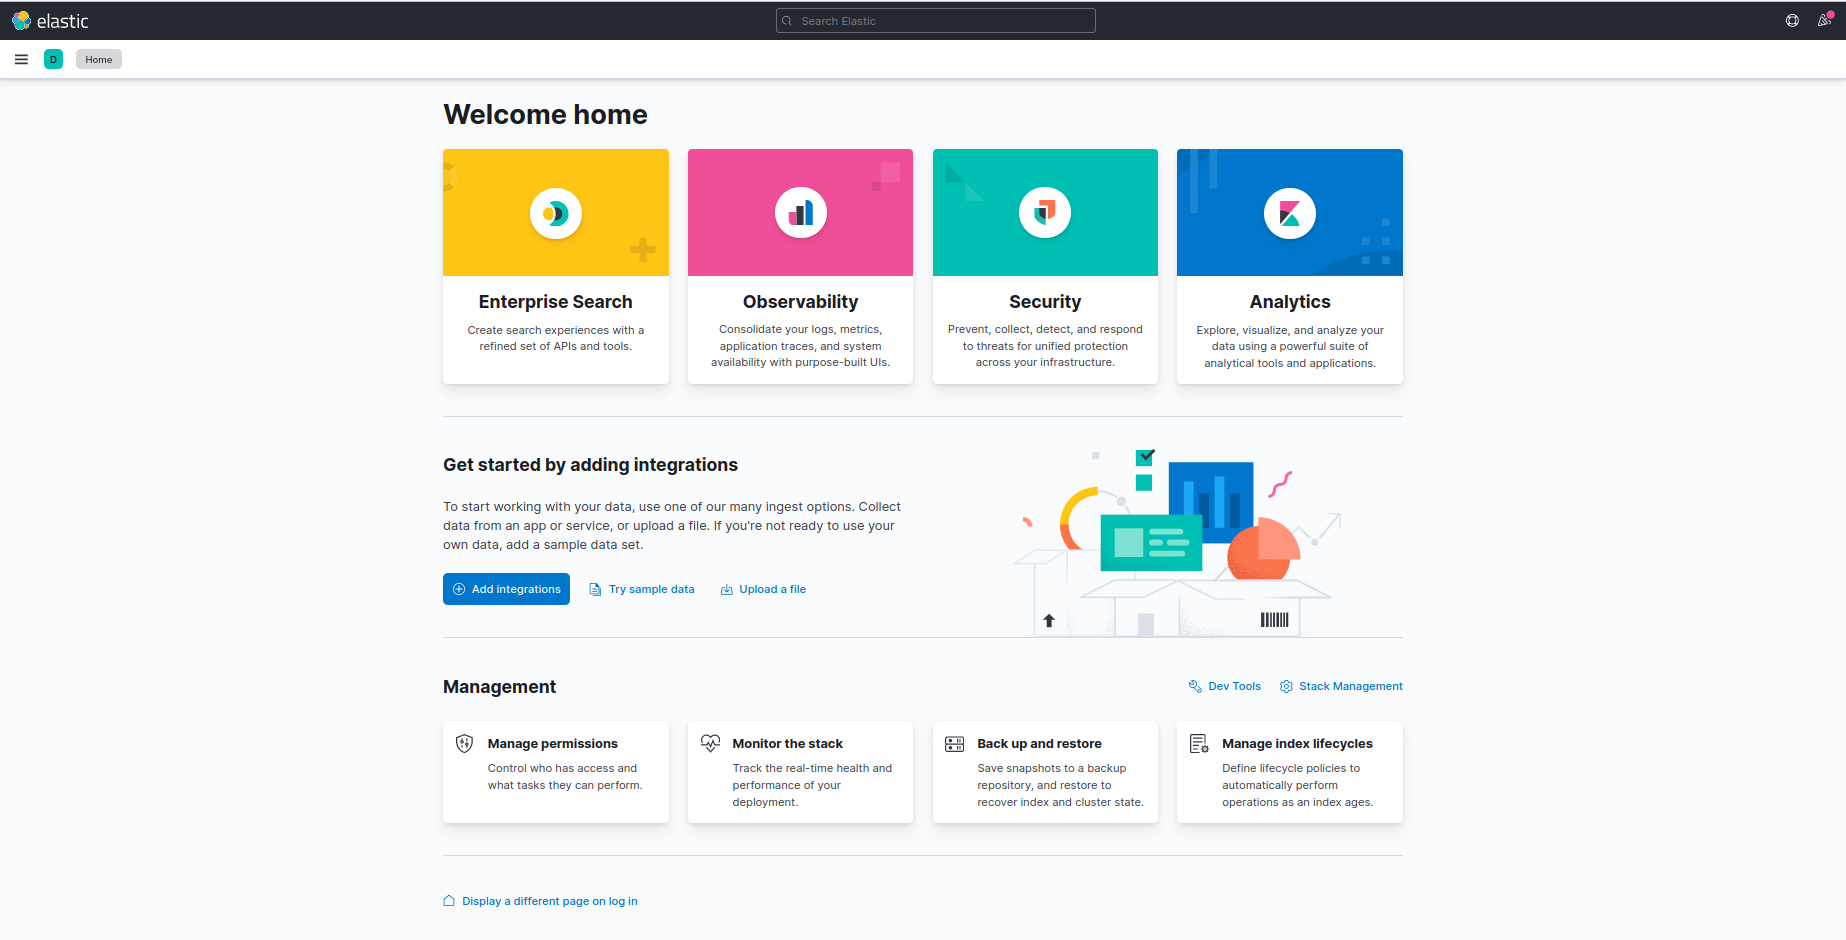 elastic
Search Elastic
D
Home
Welcome home
Enterprise Search
Create search experiences with a
refined set of APIs and tools.
Observability
Consolidate your logs, metrics,
application traces, and system
availability with purpose-built UIs.
Security
Prevent, collect, detect, and respond
to threats for unified protection
across your infrastructure.
Analytics
Explore, visualize, and analyze your
data using a powerful suite of
analytical tools and applications.
Get started by adding integrations
To start working with your data, use one of our many ingest options. Collect
data from an app or service, or upload a file. If you're not ready to use your
own data, add a sample data set.
Add integrations
Try sample data
Upload a file
Management
Dev Tools
Stack Management
Manage permissions
Control who has access and
what tasks they can perform.
Monitor the stack
Track the real-time health and
performance of your
deployment.
Back up and restore
Save snapshots to a backup
repository, and restore to
recover index and cluster state.
Manage index lifecycles
Define lifecycle policies to
automatically perform
operations as an index ages.
Display a different page on log in